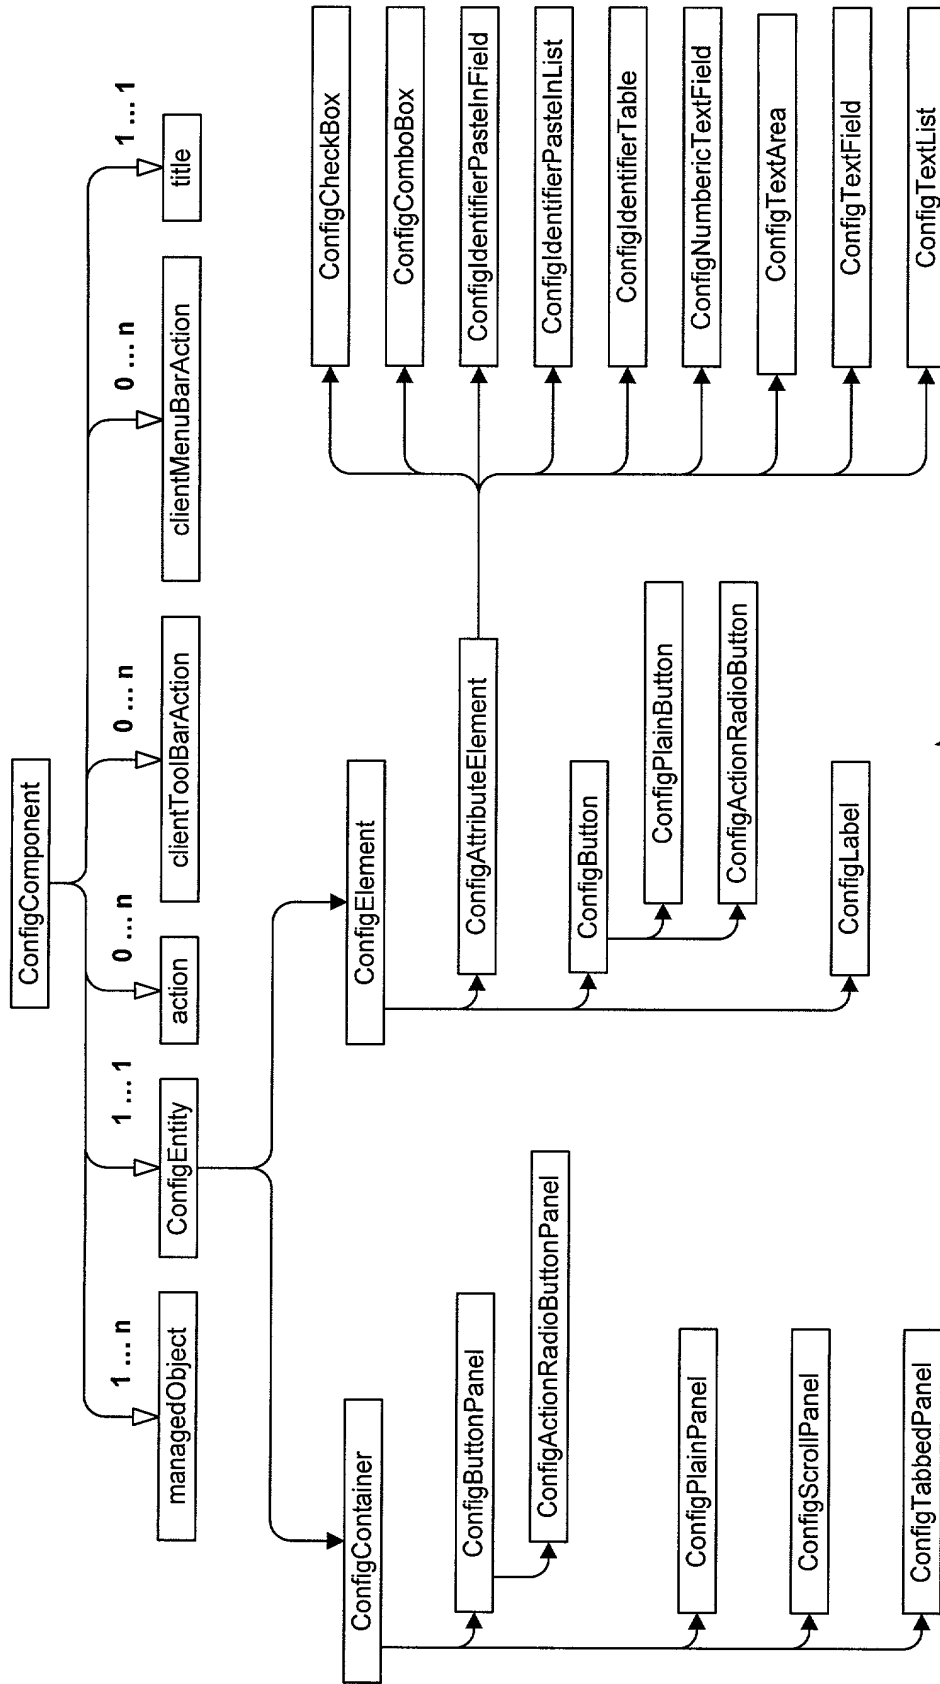 ConfigComponent
1 ... n
1 ... 1
0 ... n
0 ... n
0 ... n
1 ... 1
managedObject
ConfigEntity
action
clientToolBarAction
clientMenuBarAction
title
ConfigContainer
ConfigElement
ConfigButtonPanel
ConfigActionRadioButtonPanel
ConfigPlainPanel
ConfigScrollPanel
ConfigTabbedPanel
ConfigAttributeElement
ConfigButton
ConfigPlainButton
ConfigActionRadioButton
ConfigLabel
ConfigCheckBox
ConfigComboBox
ConfigIdentifierPasteInField
ConfigIdentifierPasteInList
ConfigIdentifierTable
ConfigNumbericTextField
ConfigTextArea
ConfigTextField
ConfigTextList